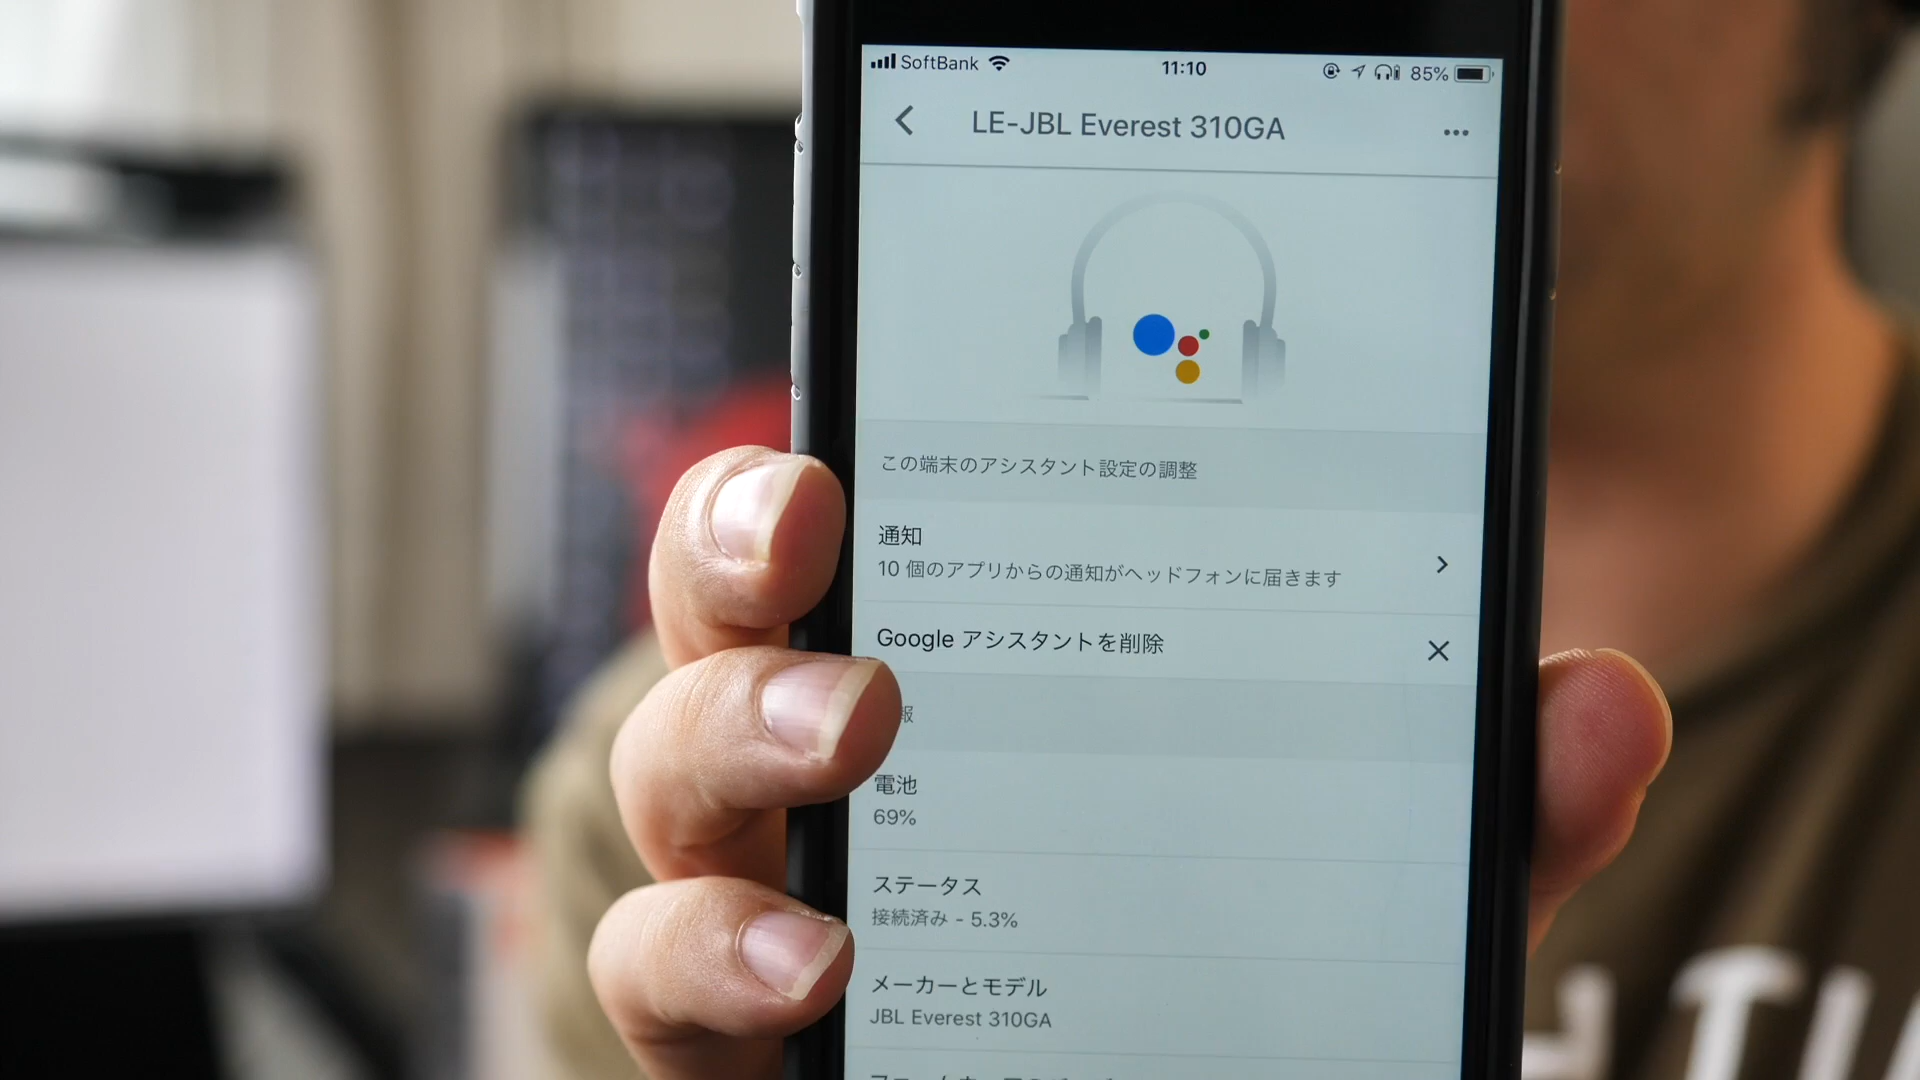 SoftBank 11:10 85%
LE-JBL Everest 310GA
この端末のアシスタント設定の調整
通知
10 個のアプリからの通知がヘッドフォンに届きます
Google アシスタントを削除
報
電池
69%
ステータス
接続済み - 5.3%
メーカーとモデル
JBL Everest 310GA